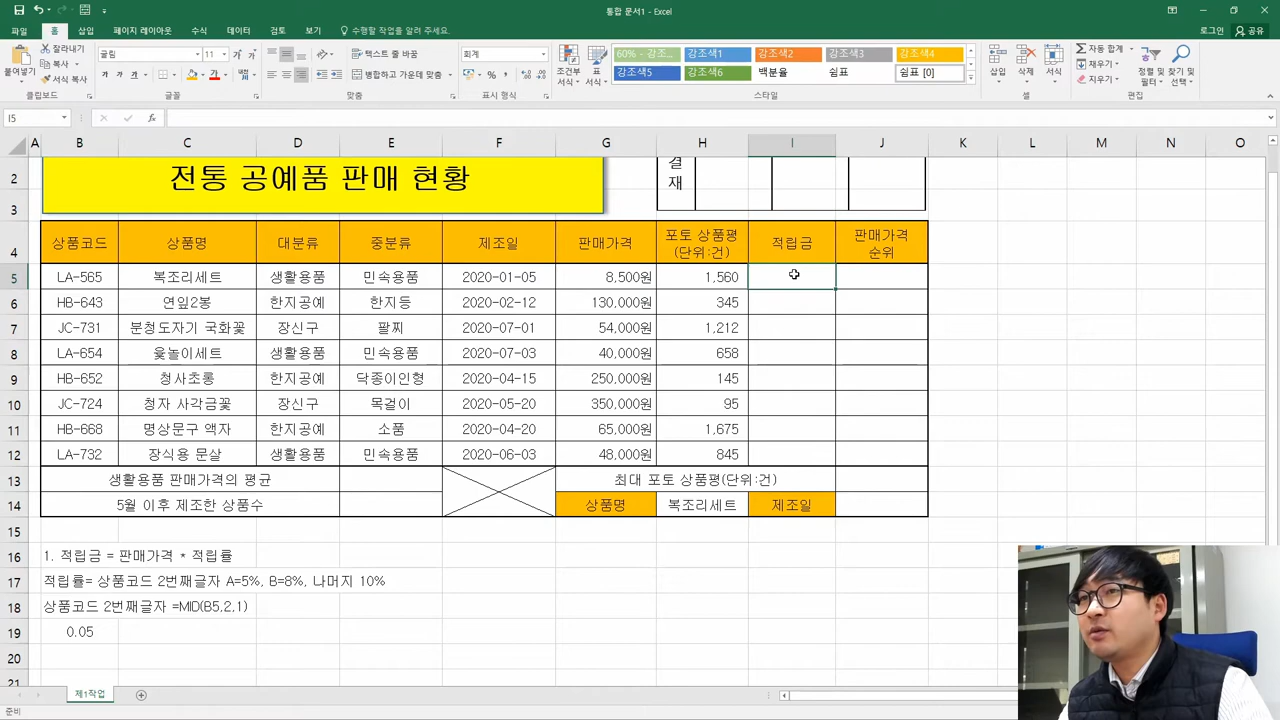 통합 문서1 - Excel
파일 홈 삽입 페이지 레이아웃 수식 데이터 검토 보기 수행할 작업을 알려 주세요. 로그인 공유
붙여넣기 잘라내기 복사 서식 복사
굴림 11 가 가
가 가 가
텍스트 줄 바꿈
병합하고 가운데 맞춤
회계
조건부 서식 표 서식
60% - 강조... 강조색1 강조색2 강조색3 강조색4
강조색5 강조색6 백분율 쉼표 쉼표 [0]
삽입 삭제 서식
자동 합계 채우기 지우기
정렬 및 필터 찾기 및 선택
클립보드 글꼴 맞춤 표시 형식 스타일 셀 편집
I5 fx
A B C D E F G H I J K L M N O
2 전통 공예품 판매 현황 결재
3
4 상품코드 상품명 대분류 중분류 제조일 판매가격 포토 상품평 (단위:건) 적립금 판매가격 순위
5 LA-565 복조리세트 생활용품 민속용품 2020-01-05 8,500원 1,560
6 HB-643 연잎2봉 한지공예 한지등 2020-02-12 130,000원 345
7 JC-731 분청도자기 국화꽃 장신구 팔찌 2020-07-01 54,000원 1,212
8 LA-654 윷놀이세트 생활용품 민속용품 2020-07-03 40,000원 658
9 HB-652 청사초롱 한지공예 닥종이인형 2020-04-15 250,000원 145
10 JC-724 청자 사각금꽃 장신구 목걸이 2020-05-20 350,000원 95
11 HB-668 명상문구 액자 한지공예 소품 2020-04-20 65,000원 1,675
12 LA-732 장식용 문살 생활용품 민속용품 2020-06-03 48,000원 845
13 생활용품 판매가격의 평균 최대 포토 상품평(단위:건)
14 5월 이후 제조한 상품수 상품명 복조리세트 제조일
15
16 1. 적립금 = 판매가격 * 적립률
17 적립률= 상품코드 2번째글자 A=5%, B=8%, 나머지 10%
18 상품코드 2번째글자 =MID(B5,2,1)
19 0.05
20
21
제1작업
준비